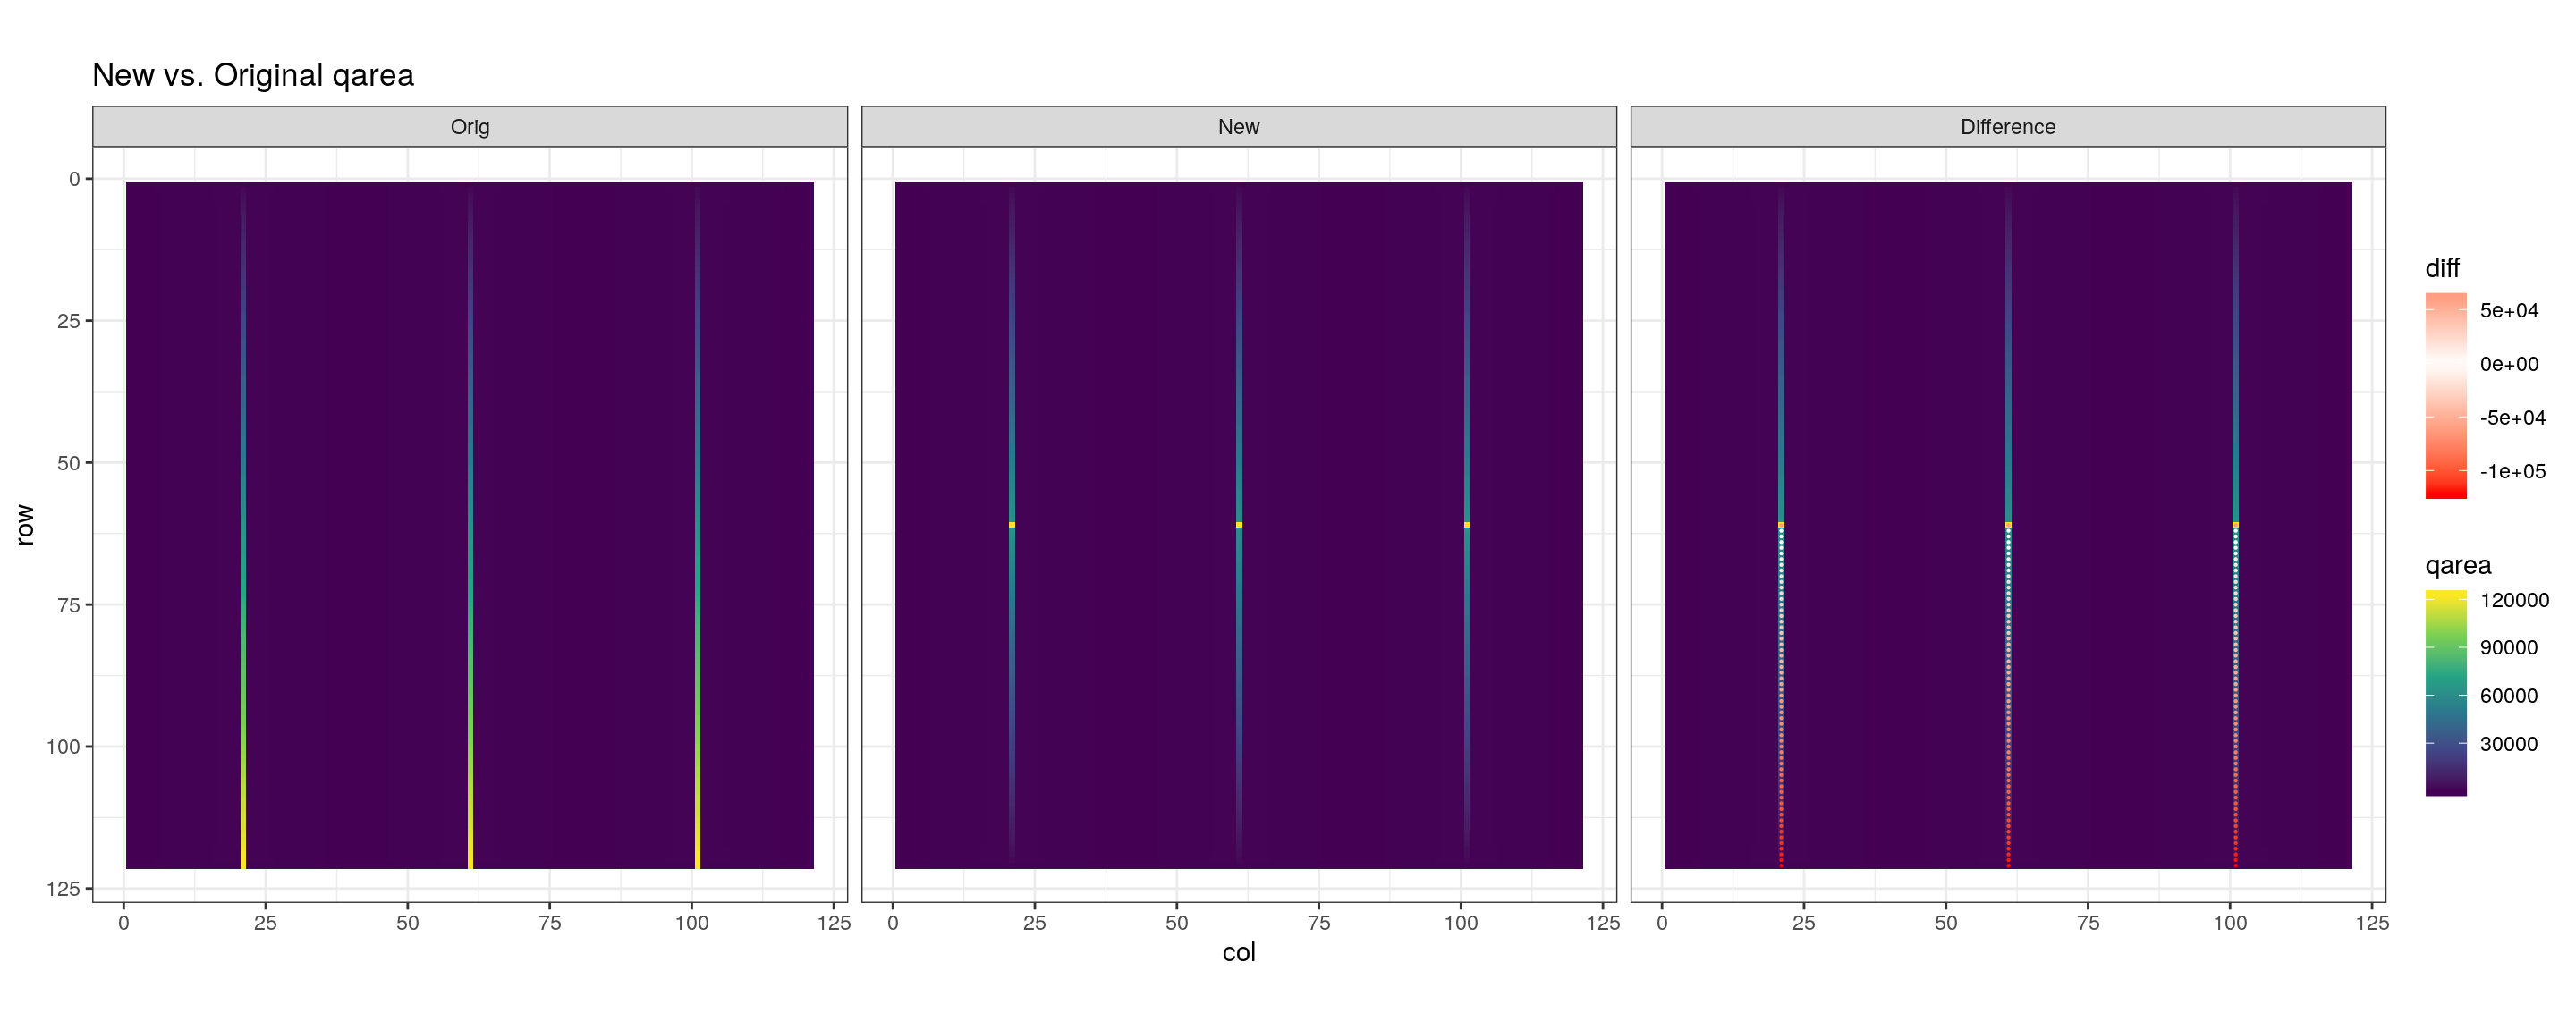 New vs. Original qarea
Orig
New
Difference
row
0
25
50
75
100
125
0 25 50 75 100 125
0 25 50 75 100 125
0 25 50 75 100 125
col
diff
5e+04
0e+00
-5e+04
-1e+05
qarea
120000
90000
60000
30000